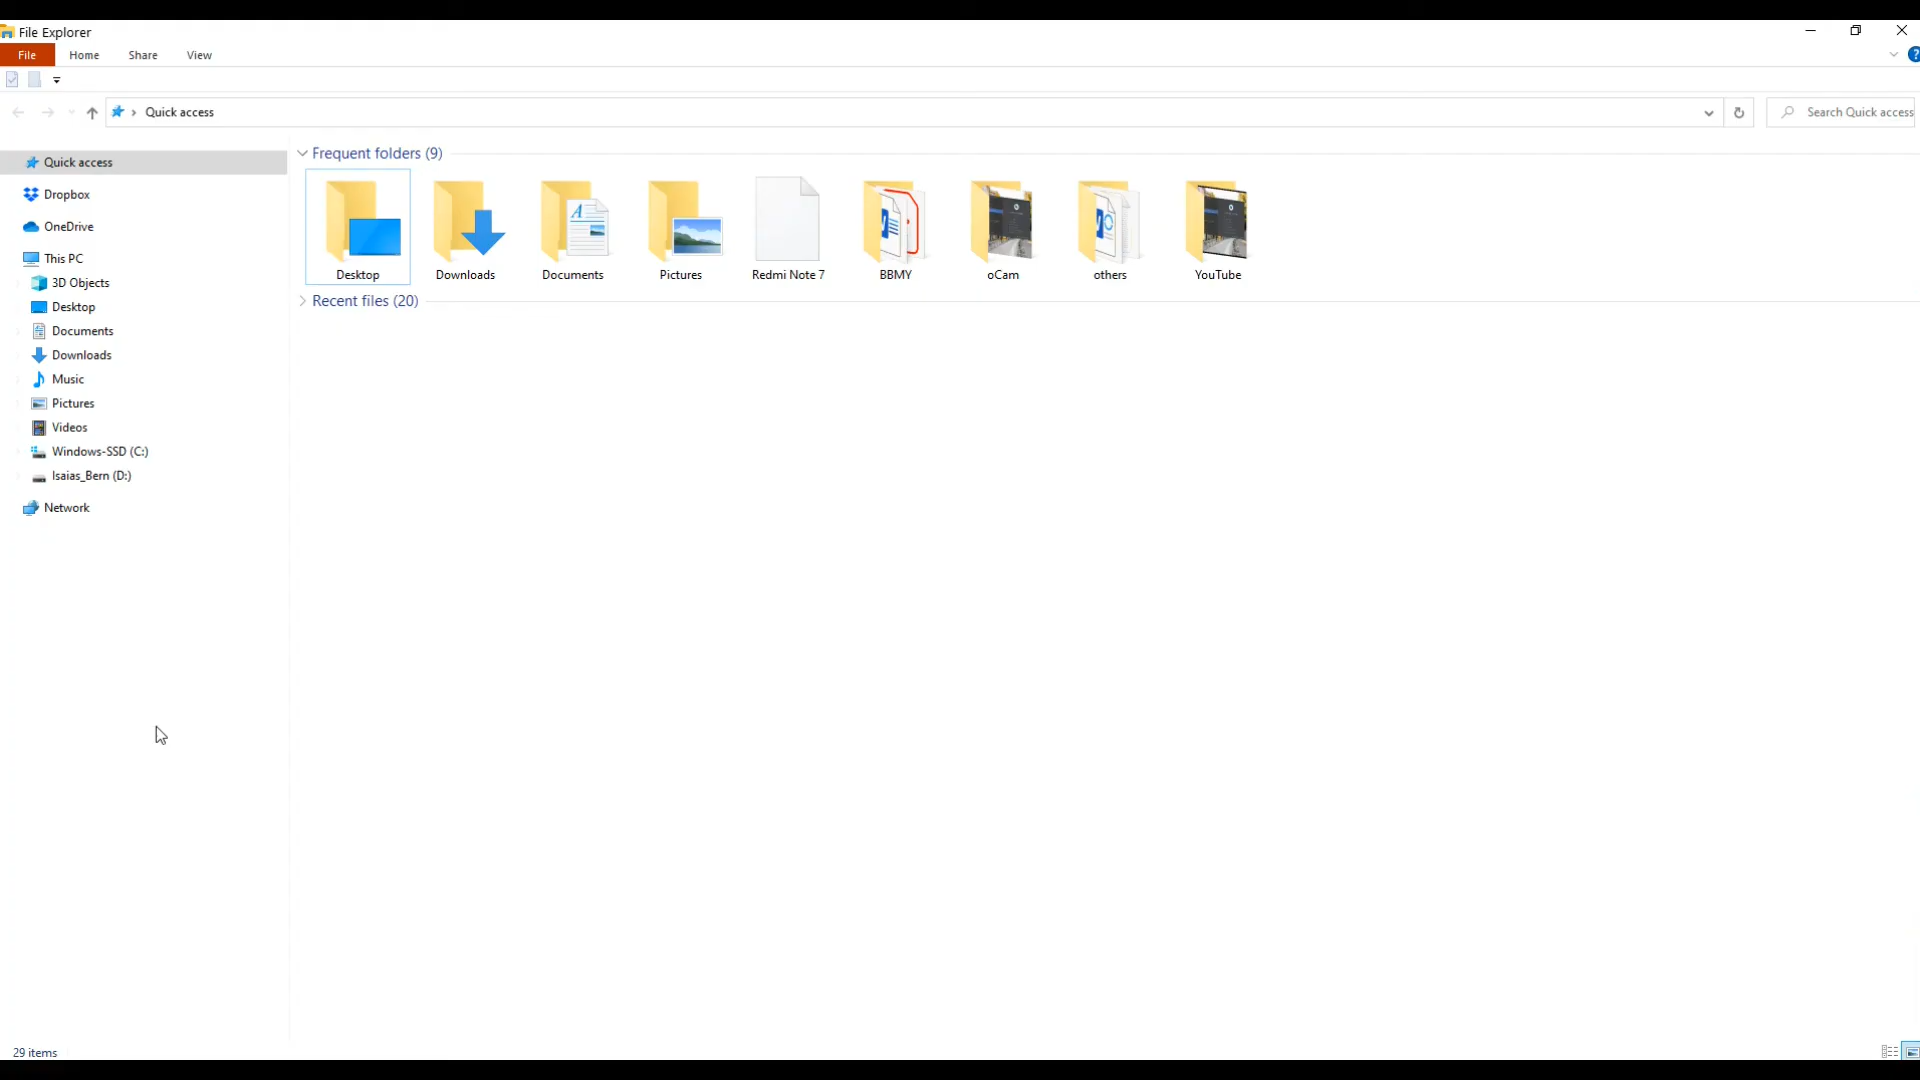 File Explorer
File Home Share View
Quick access
Search Quick access
Quick access
Dropbox
OneDrive
This PC
3D Objects
Desktop
Documents
Downloads
Music
Pictures
Videos
Windows-SSD (C:)
Isaias_Bern (D:)
Network
Frequent folders (9)
Desktop Downloads Documents Pictures Redmi Note 7 BBMY oCam others YouTube
Recent files (20)
29 items